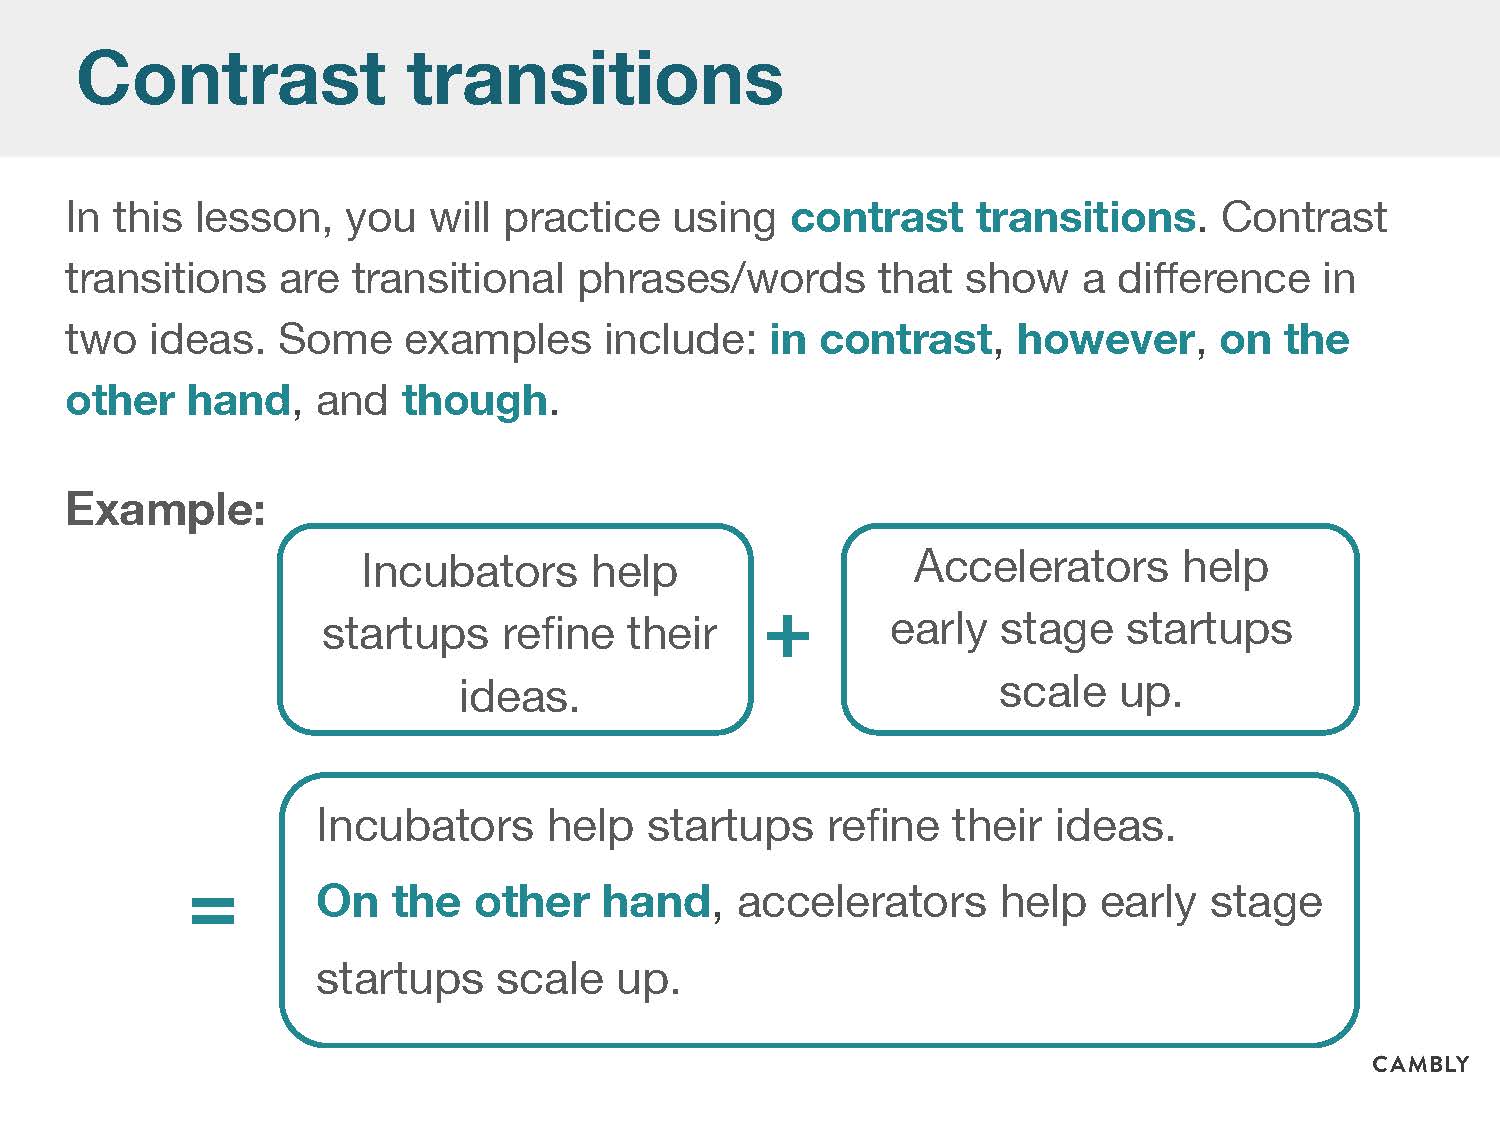 Contrast transitions
In this lesson, you will practice using contrast transitions. Contrast
transitions are transitional phrases/words that show a difference in
two ideas. Some examples include: in contrast, however, on the
other hand, and though.
Example:
Incubators help
startups refine their
ideas.
+
Accelerators help
early stage startups
scale up.
=
Incubators help startups refine their ideas.
On the other hand, accelerators help early stage
startups scale up.
CAMBLY